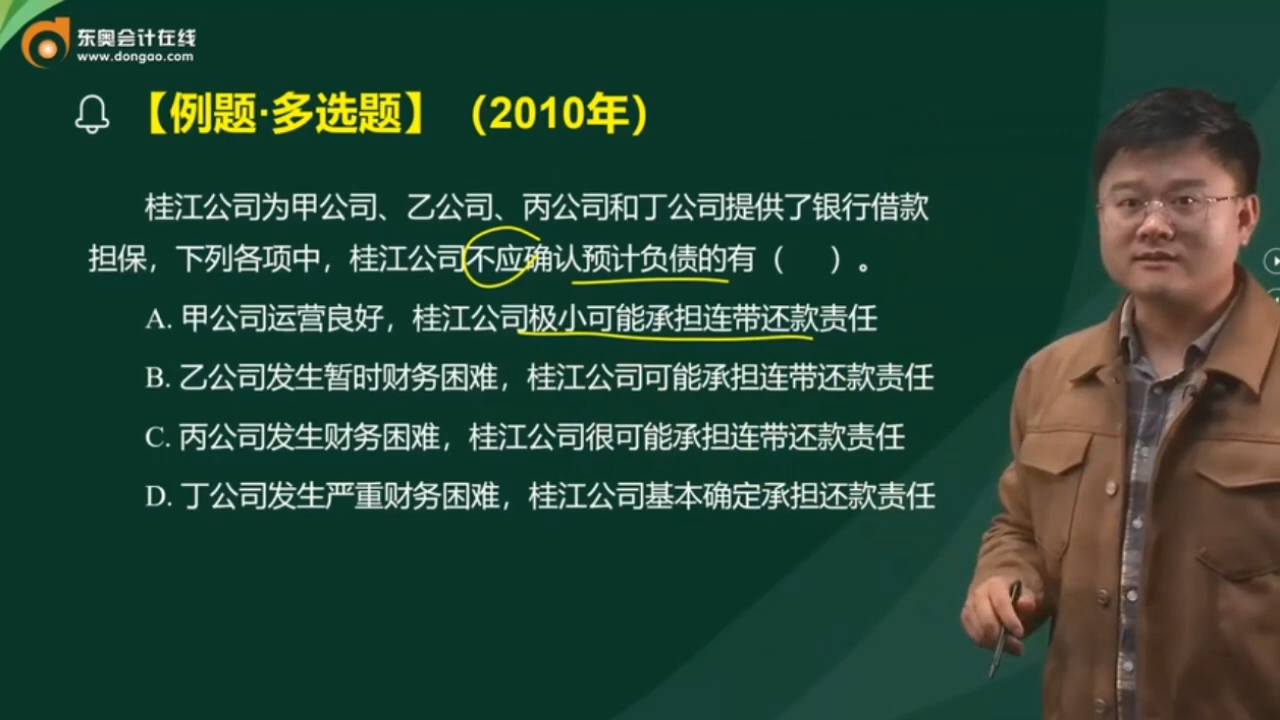 东奥会计在线
www.dongao.com
【例题·多选题】（2010年）
桂江公司为甲公司、乙公司、丙公司和丁公司提供了银行借款
担保，下列各项中，桂江公司不应确认预计负债的有（ ）。
A. 甲公司运营良好，桂江公司极小可能承担连带还款责任
B. 乙公司发生暂时财务困难，桂江公司可能承担连带还款责任
C. 丙公司发生财务困难，桂江公司很可能承担连带还款责任
D. 丁公司发生严重财务困难，桂江公司基本确定承担还款责任